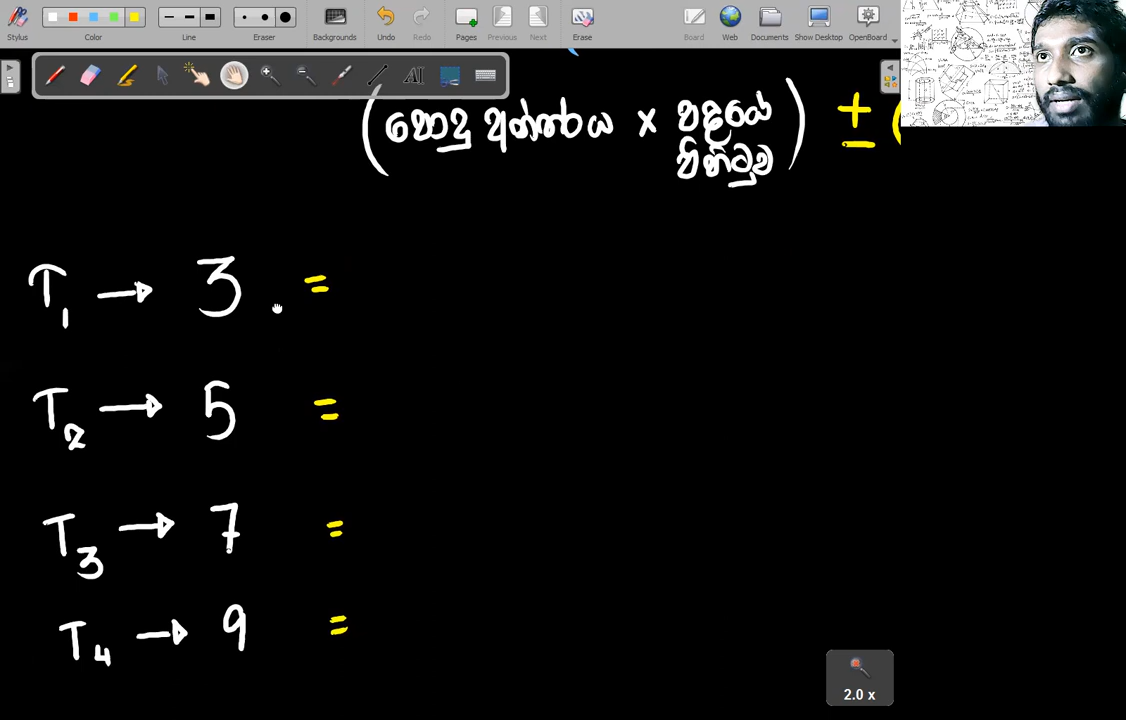 Stylus Color Line Eraser Backgrounds Undo Redo Pages Previous Next Erase Board Web Documents Show Desktop OpenBoard
(පොදු අන්තරය × පදයේ පිහිටුව) ± (
T₁ → 3 =
T₂ → 5 =
T₃ → 7 =
T₄ → 9 =
2.0 x